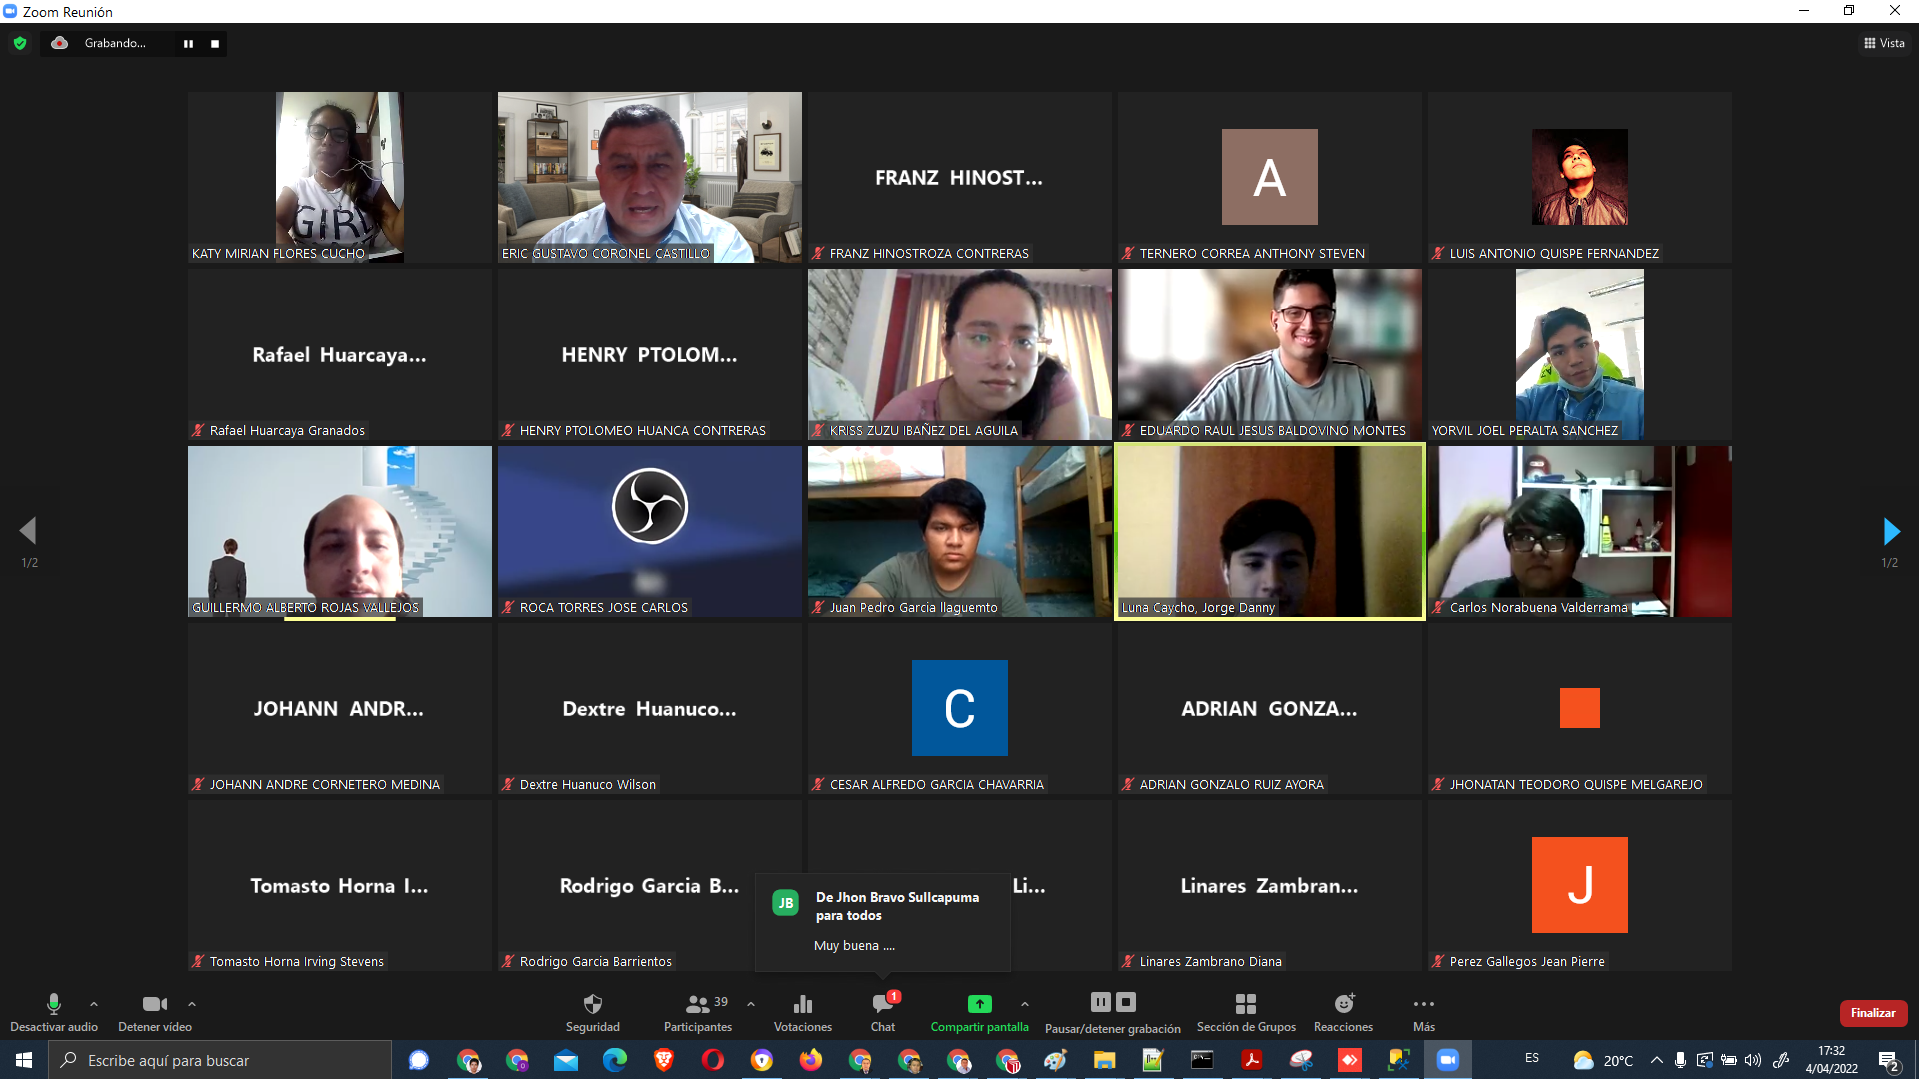 Zoom Reunión
Grabando...
Vista
GIRL
KATY MIRIAN FLORES CUCHO
ERIC GUSTAVO CORONEL CASTILLO
FRANZ HINOST...
FRANZ HINOSTROZA CONTRERAS
A
TERNERO CORREA ANTHONY STEVEN
LUIS ANTONIO QUISPE FERNANDEZ
Rafael Huarcaya...
Rafael Huarcaya Granados
HENRY PTOLOM...
HENRY PTOLOMEO HUANCA CONTRERAS
KRISS ZUZU IBAÑEZ DEL AGUILA
EDUARDO RAUL JESUS BALDOVINO MONTES
YORVIL JOEL PERALTA SANCHEZ
1/2
GUILLERMO ALBERTO ROJAS VALLEJOS
ROCA TORRES JOSE CARLOS
Juan Pedro Garcia llaguemto
Luna Caycho, Jorge Danny
Carlos Norabuena Valderrama
1/2
JOHANN ANDR...
JOHANN ANDRE CORNETERO MEDINA
Dextre Huanuco...
Dextre Huanuco Wilson
C
CESAR ALFREDO GARCIA CHAVARRIA
ADRIAN GONZA...
ADRIAN GONZALO RUIZ AYORA
JHONATAN TEODORO QUISPE MELGAREJO
Tomasto Horna I...
Tomasto Horna Irving Stevens
Rodrigo Garcia B...
Rodrigo Garcia Barrientos
Li...
JB
De Jhon Bravo Sullcapuma
para todos
Muy buena ....
Linares Zambran...
Linares Zambrano Diana
J
Perez Gallegos Jean Pierre
Desactivar audio
Detener vídeo
Seguridad
39
Participantes
Votaciones
1
Chat
Compartir pantalla
Pausar/detener grabación
Sección de Grupos
Reacciones
Más
Finalizar
Escribe aquí para buscar
ES
20°C
17:32
4/04/2022
2